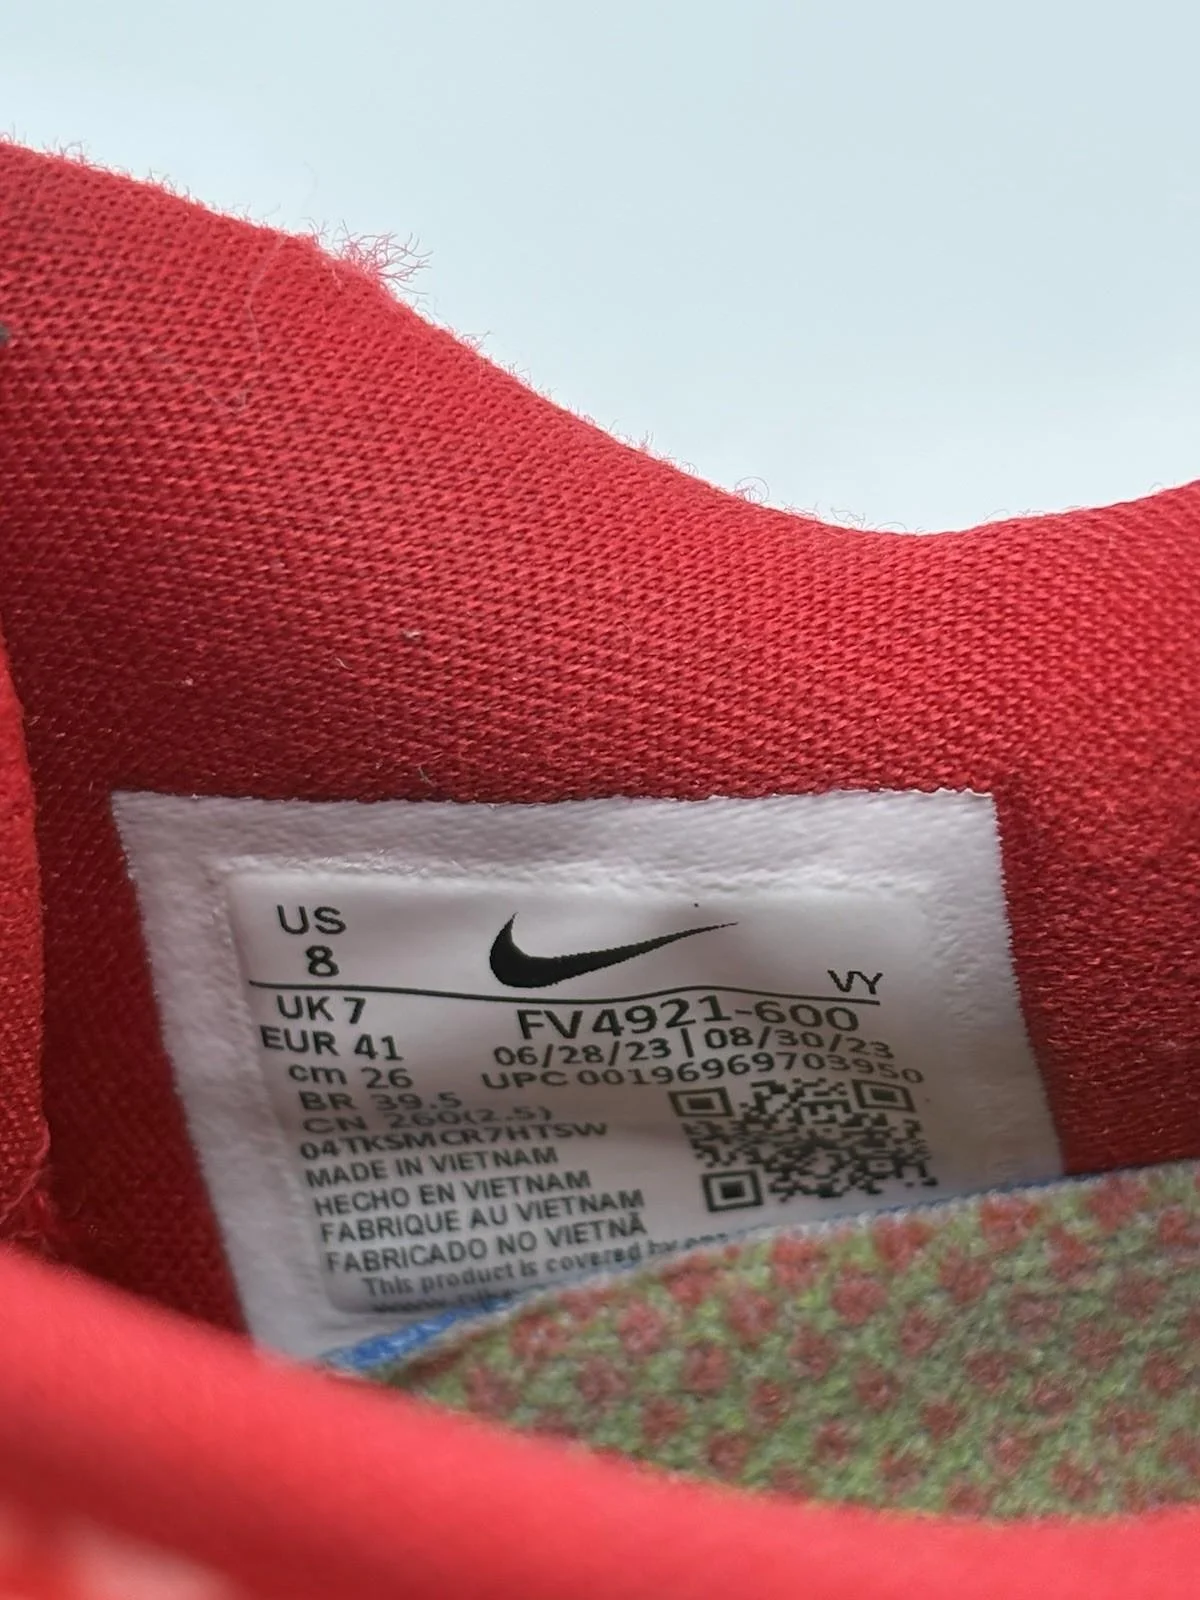 US
8
VY
UK 7
EUR 41
cm 26
BR 39.5
CN 260(2.5)
04TKSMCR7HTSW
MADE IN VIETNAM
HECHO EN VIETNAM
FABRIQUE AU VIETNAM
FABRICADO NO VIETNÃ
This product is covered by
FV4921-600
06/28/23 | 08/30/23
UPC 00196969703950